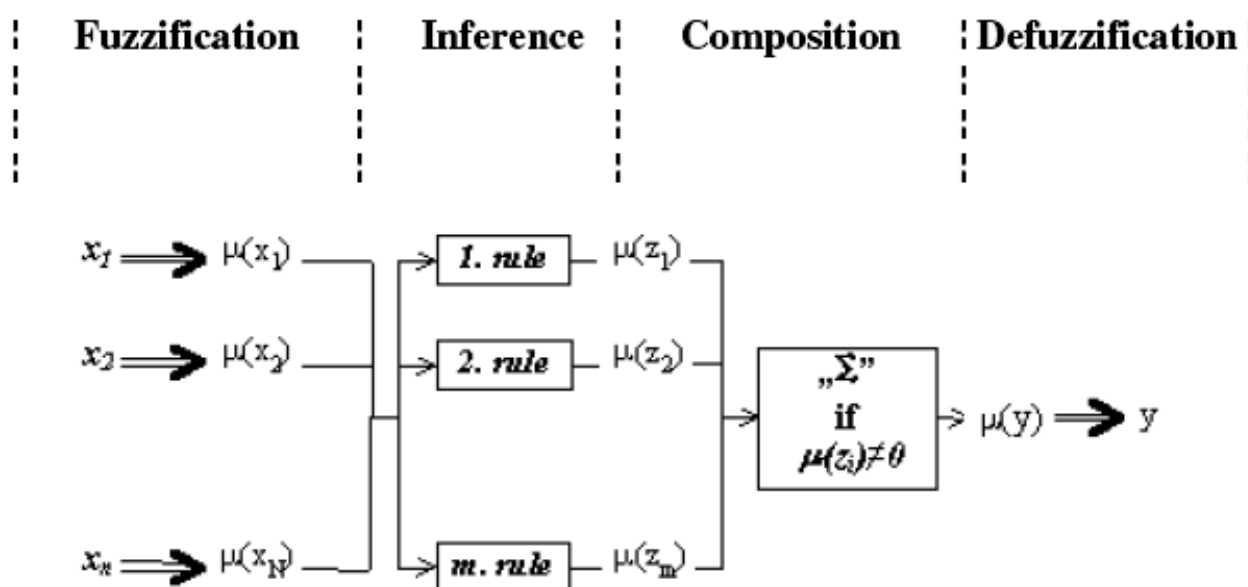 Fuzzification Inference Composition Defuzzification
x1 μ(x1) 1. rule μ(z1)
x2 μ(x2) 2. rule μ(z2)
„Σ”
if
μ(zi)≠0
μ(y) y
xn μ(xN) m. rule μ(zm)